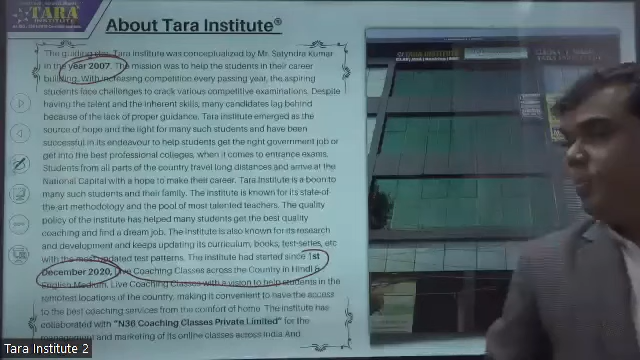 TARA
INSTITUTE
About Tara Institute®
The guiding star, Tara Institute was conceptualized by Mr. Satyndra Kumar
in the year 2007. The mission was to help the students in their career
building. With increasing competition every passing year, the aspiring
students face challenges to crack various competitive examinations. Despite
having the talent and the inherent skills, many candidates lag behind
because of the lack of proper guidance. Tara Institute emerged as the
source of hope and the light for many such students and have been
successful in its endeavour to help students get the right government job or
get into the best professional colleges, when it comes to entrance exams.
Students from all parts of the country travel long distances and arrive at the
National Capital with a hope to make their career. Tara Institute is a boon to
many such students and their family. The institute is known for its state-of-
the-art methodology and the pool of most talented teachers. The quality
policy of the institute has helped many students get the best quality
coaching and find a dream job. The institute is also known for its research
and development and keeps updating its curriculum, books, test-series, etc
with the most updated test patterns. The institute had started since 1st
December 2020, Live Coaching Classes across the Country in Hindi &
English Medium. Live Coaching Classes with a vision to help students in the
remotest locations of the country, making it convenient to have the access
to the best coaching services from the comfort of home. The institute has
collaborated with "N36 Coaching Classes Private Limited" for the
management and marketing of its online classes across India And
Tara Institute 2